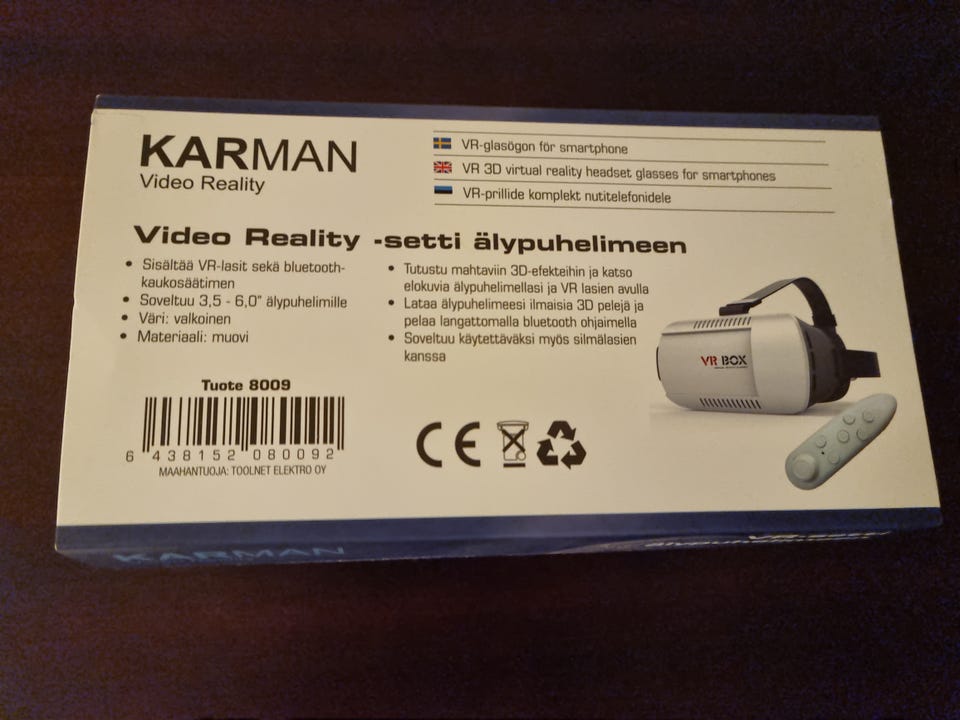 KARMAN
Video Reality
VR-glasögon för smartphone
VR 3D virtual reality headset glasses for smartphones
VR-prillide komplekt nutitelefonidele
Video Reality -setti älypuhelimeen
• Sisältää VR-lasit sekä bluetooth-
kaukosäätimen
• Soveltuu 3,5 - 6,0" älypuhelimille
• Väri: valkoinen
• Materiaali: muovi
• Tutustu mahtaviin 3D-efekteihin ja katso
elokuvia älypuhelimellasi ja VR lasien avulla
• Lataa älypuhelimeesi ilmaisia 3D pelejä ja
pelaa langattomalla bluetooth ohjaimella
• Soveltuu käytettäväksi myös silmälasien
kanssa
VR BOX
Tuote 8009
6 438152 080092
MAAHANTUOJA: TOOLNET ELEKTRO OY
CE
KARMAN
VR-setti
älypuhelimeen